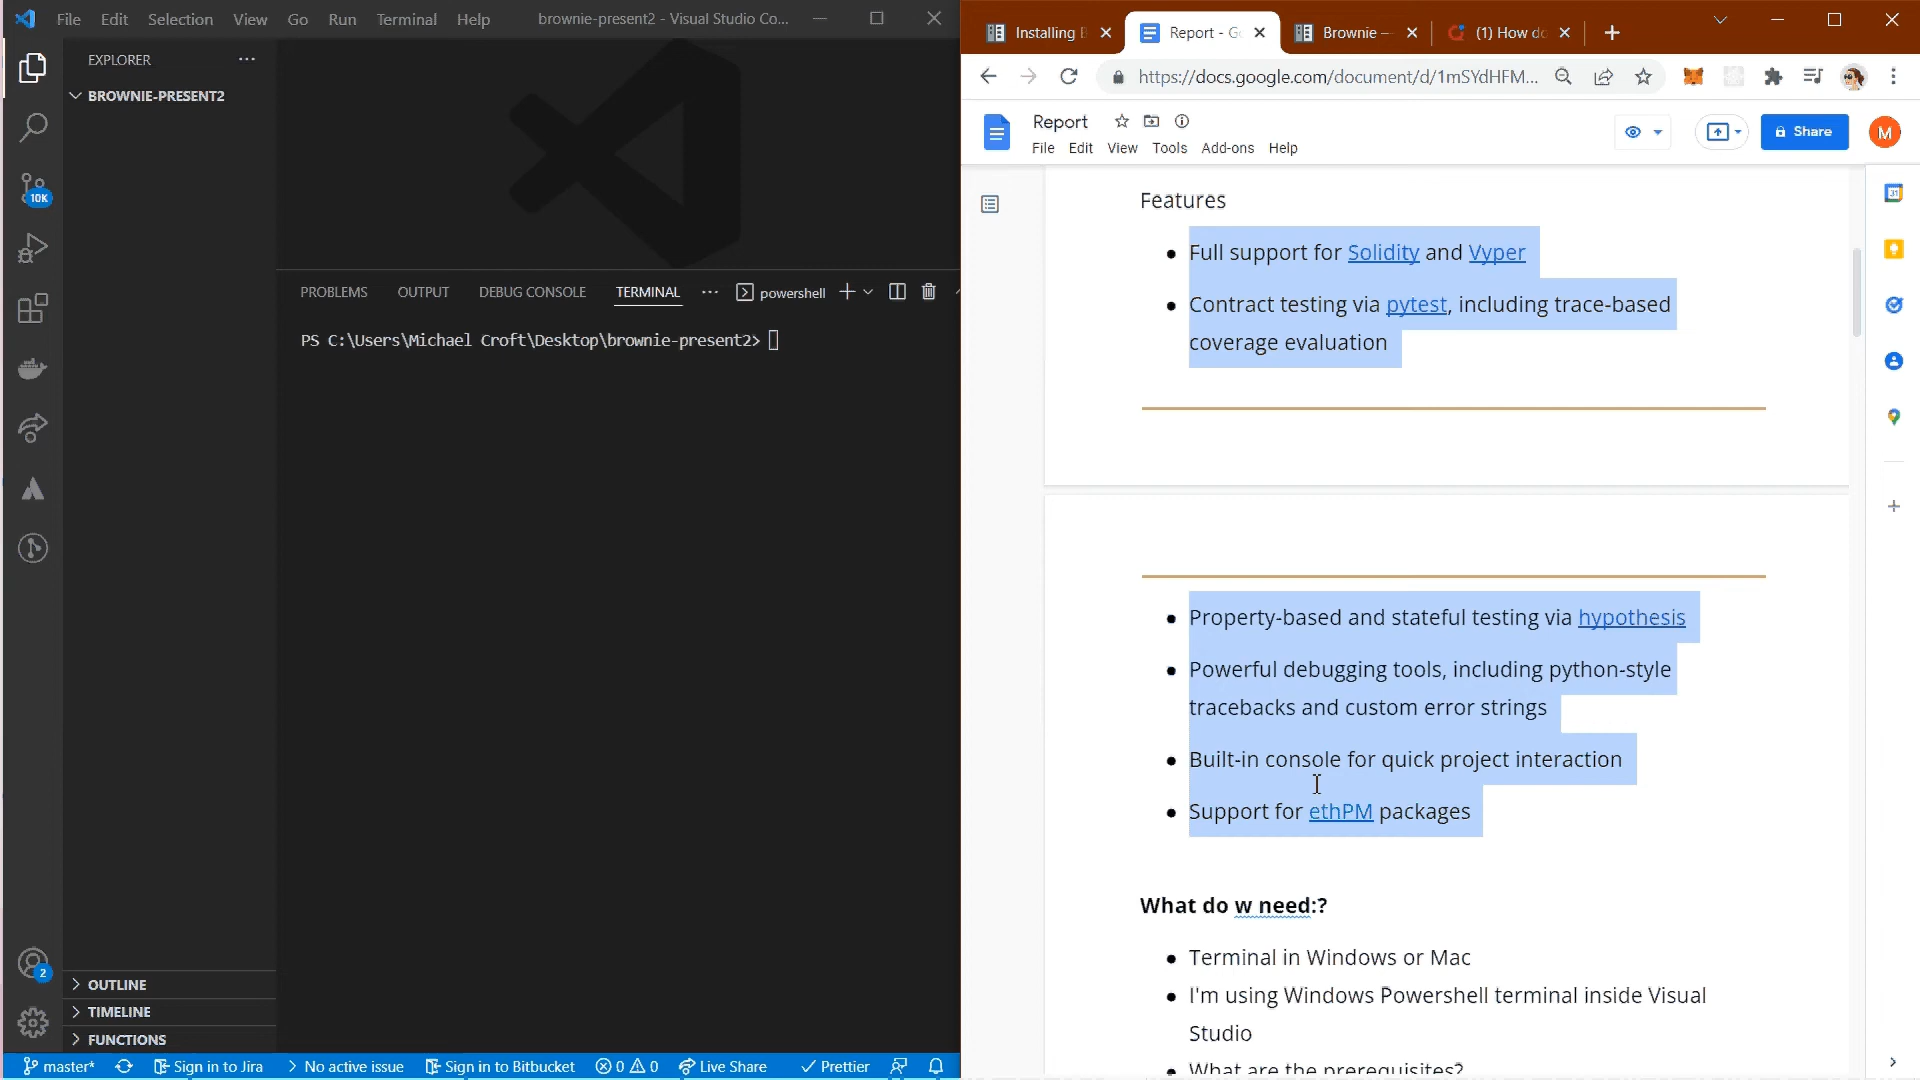 File Edit Selection View Go Run Terminal Help
brownie-present2 - Visual Studio Co...
EXPLORER
BROWNIE-PRESENT2
10K
PROBLEMS OUTPUT DEBUG CONSOLE TERMINAL
powershell
PS C:\Users\Michael Croft\Desktop\brownie-present2>
2
OUTLINE
TIMELINE
FUNCTIONS
master* Sign in to Jira No active issue Sign in to Bitbucket 0 0 Live Share Prettier
Installing Report - Brownie — (1) How
https://docs.google.com/document/d/1mSYdHFM...
Report
File Edit View Tools Add-ons Help
Share
M
31
Features
Full support for Solidity and Vyper
Contract testing via pytest, including trace-based
coverage evaluation
Property-based and stateful testing via hypothesis
Powerful debugging tools, including python-style
tracebacks and custom error strings
Built-in console for quick project interaction
Support for ethPM packages
What do w need:?
Terminal in Windows or Mac
I'm using Windows Powershell terminal inside Visual
Studio
What are the prerequisites?